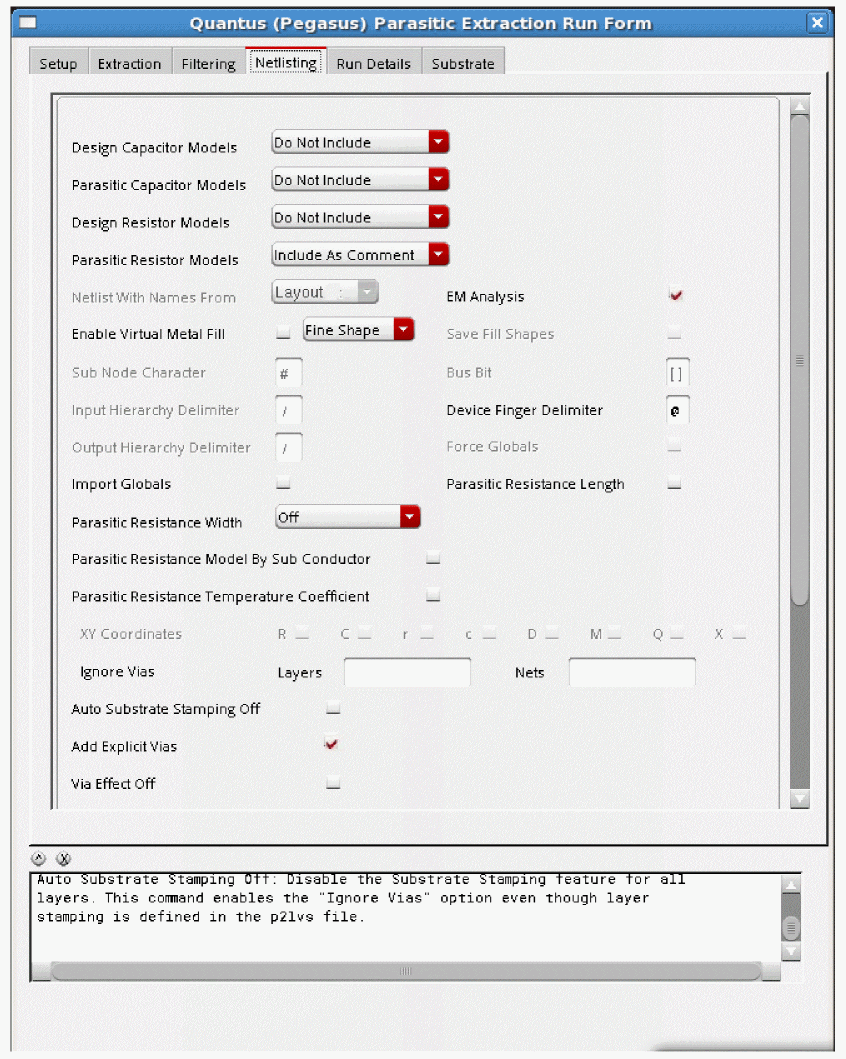 Quantus (Pegasus) Parasitic Extraction Run Form
Setup Extraction Filtering Netlisting Run Details Substrate
Design Capacitor Models Do Not Include
Parasitic Capacitor Models Do Not Include
Design Resistor Models Do Not Include
Parasitic Resistor Models Include As Comment
Netlist With Names From Layout EM Analysis
Enable Virtual Metal Fill Fine Shape Save Fill Shapes
Sub Node Character # Bus Bit []
Input Hierarchy Delimiter / Device Finger Delimiter @
Output Hierarchy Delimiter / Force Globals
Import Globals Parasitic Resistance Length
Parasitic Resistance Width Off
Parasitic Resistance Model By Sub Conductor
Parasitic Resistance Temperature Coefficient
XY Coordinates R C r c D M Q X
Ignore Vias Layers Nets
Auto Substrate Stamping Off
Add Explicit Vias
Via Effect Off
Auto Substrate Stamping Off: Disable the Substrate Stamping feature for all
layers. This command enables the "Ignore Vias" option even though layer
stamping is defined in the p2lvs file.